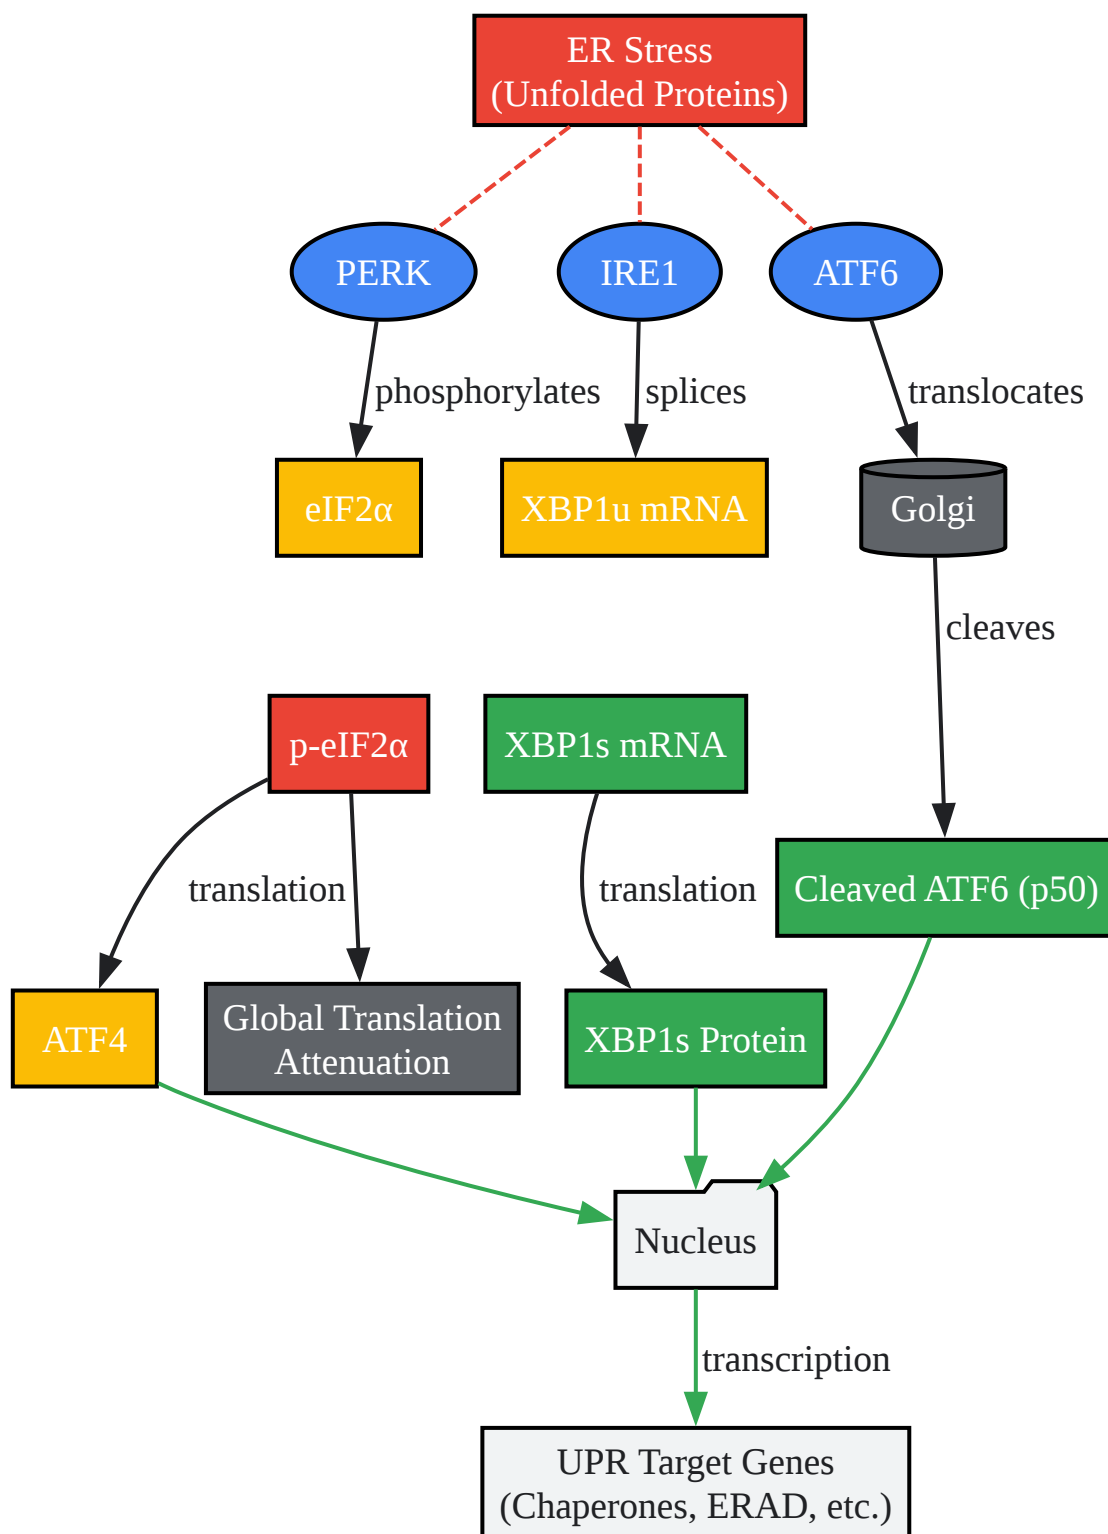 ER Stress
(Unfolded Proteins)
PERK
IRE1
ATF6
phosphorylates
splices
translocates
eIF2α
XBP1u mRNA
Golgi
cleaves
p-eIF2α
XBP1s mRNA
translation
translation
Cleaved ATF6 (p50)
ATF4
Global Translation
Attenuation
XBP1s Protein
Nucleus
transcription
UPR Target Genes
(Chaperones, ERAD, etc.)